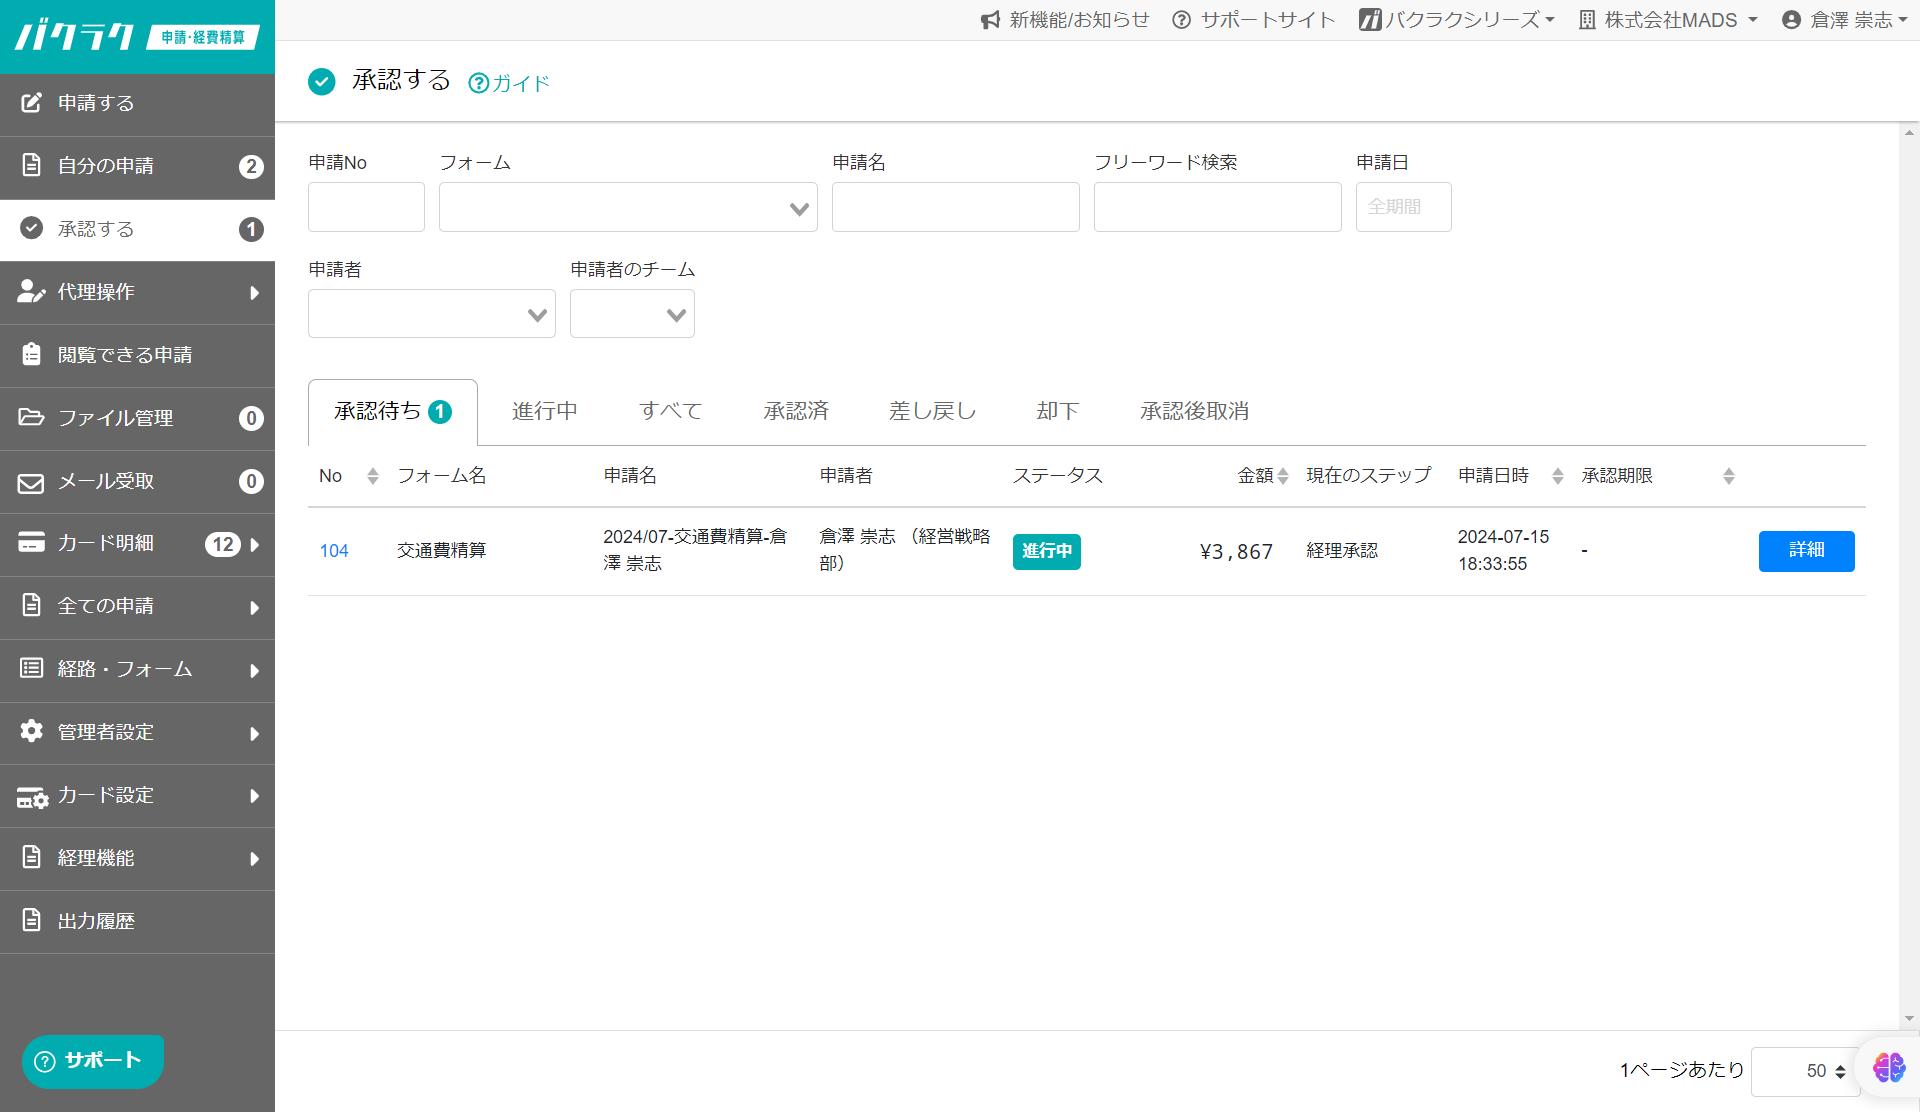 バクラク 申請・経費精算
新機能/お知らせ サポートサイト バクラクシリーズ 株式会社MADS 倉澤 崇志
申請する
自分の申請 2
承認する 1
代理操作
閲覧できる申請
ファイル管理 0
メール受取 0
カード明細 12
全ての申請
経路・フォーム
管理者設定
カード設定
経理機能
出力履歴
サポート
承認する ガイド
申請No フォーム 申請名 フリーワード検索 申請日
全期間
申請者 申請者のチーム
承認待ち 1 進行中 すべて 承認済 差し戻し 却下 承認後取消
No フォーム名 申請名 申請者 ステータス 金額 現在のステップ 申請日時 承認期限
104 交通費精算 2024/07-交通費精算-倉澤 崇志 倉澤 崇志 （経営戦略部） 進行中 ¥3,867 経理承認 2024-07-15 18:33:55 - 詳細
1ページあたり 50